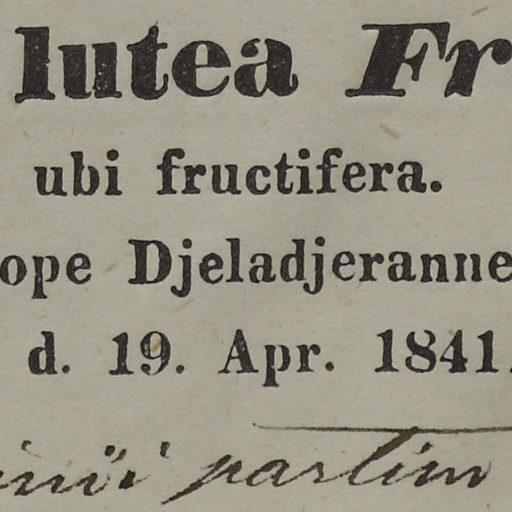 lutea Fr
ubi fructifera.
ope Djeladjeranne
d. 19. Apr. 1841.
partim